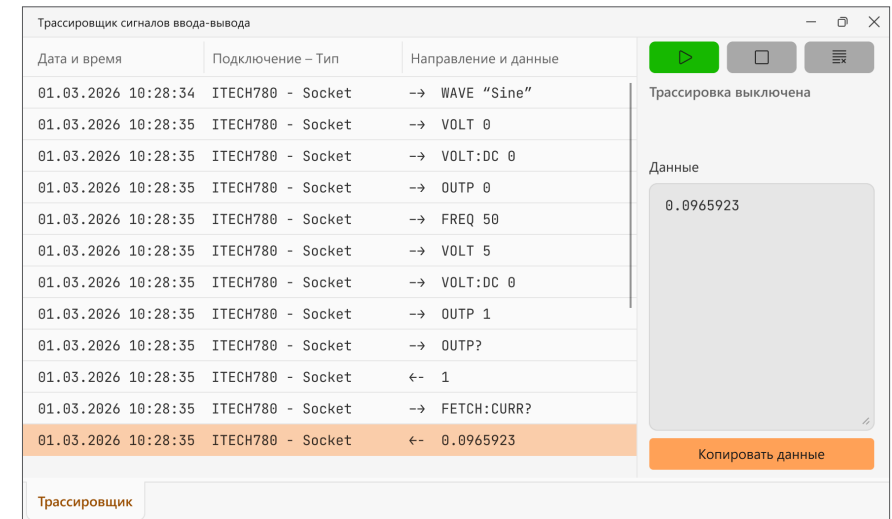 Трассировщик сигналов ввода-вывода
Дата и время Подключение – Тип Направление и данные
01.03.2026 10:28:34 ITECH780 - Socket --> WAVE “Sine”
01.03.2026 10:28:35 ITECH780 - Socket --> VOLT 0
01.03.2026 10:28:35 ITECH780 - Socket --> VOLT:DC 0
01.03.2026 10:28:35 ITECH780 - Socket --> OUTP 0
01.03.2026 10:28:35 ITECH780 - Socket --> FREQ 50
01.03.2026 10:28:35 ITECH780 - Socket --> VOLT 5
01.03.2026 10:28:35 ITECH780 - Socket --> VOLT:DC 0
01.03.2026 10:28:35 ITECH780 - Socket --> OUTP 1
01.03.2026 10:28:35 ITECH780 - Socket --> OUTP?
01.03.2026 10:28:35 ITECH780 - Socket <-- 1
01.03.2026 10:28:35 ITECH780 - Socket --> FETCH:CURR?
01.03.2026 10:28:35 ITECH780 - Socket <-- 0.0965923
Трассировка выключена
Данные
0.0965923
Копировать данные
Трассировщик